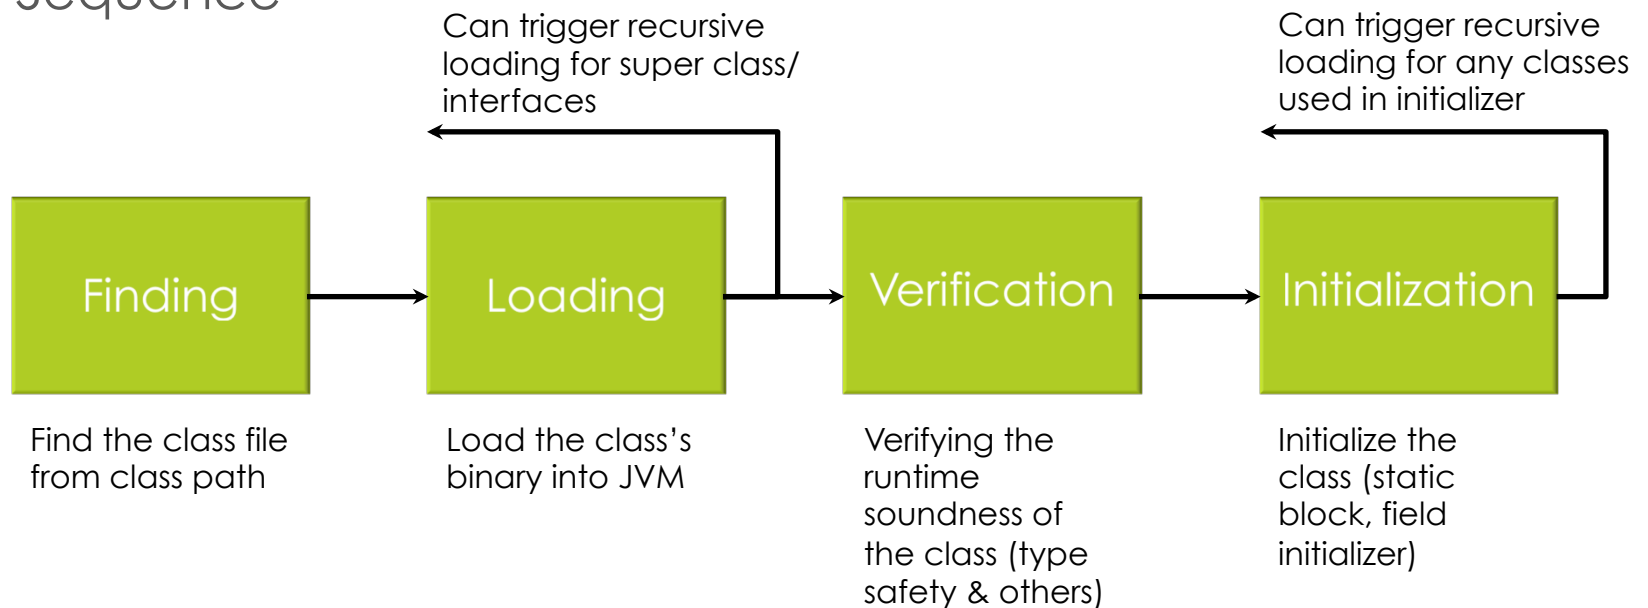 Sequence
Can trigger recursive
loading for super class/
interfaces
Can trigger recursive
loading for any classes
used in initializer
Finding
Loading
Verification
Initialization
Find the class file
from class path
Load the class’s
binary into JVM
Verifying the
runtime
soundness of
the class (type
safety & others)
Initialize the
class (static
block, field
initializer)